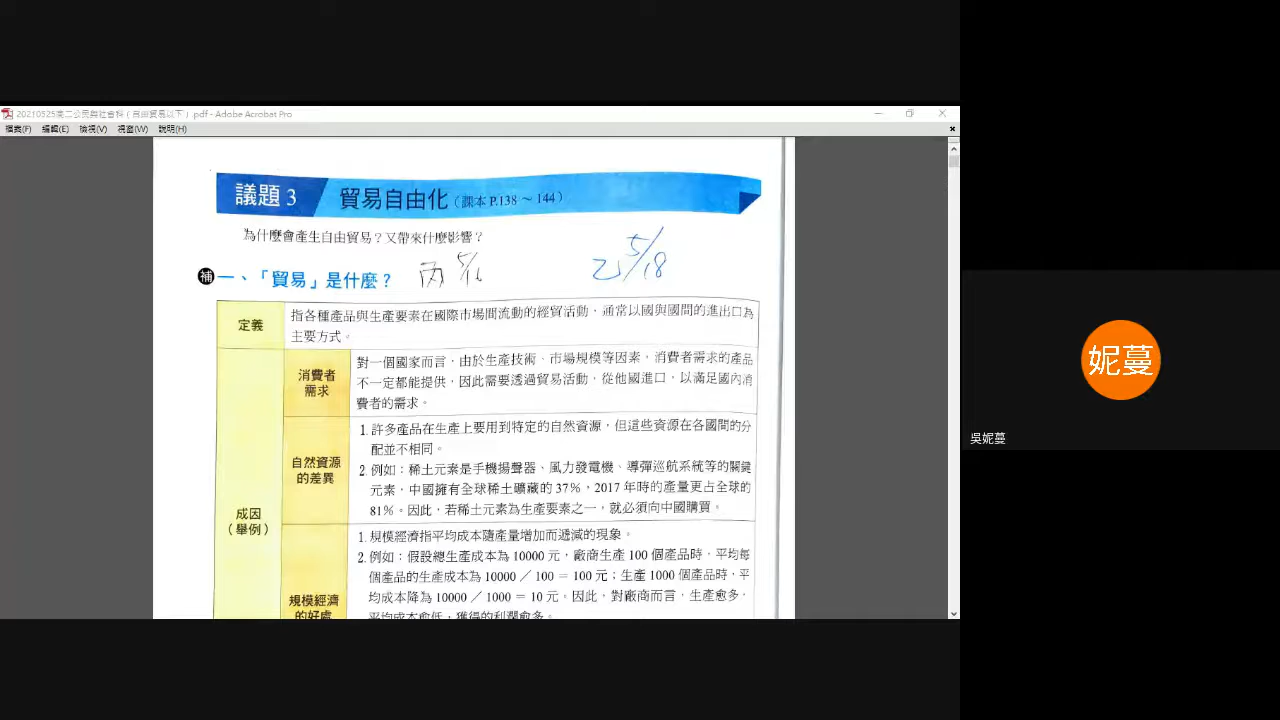 20210525高二公民與社會科（自由貿易以下）.pdf - Adobe Acrobat Pro
檔案(F) 編輯(E) 檢視(V) 視窗(W) 說明(H)
議題 3 貿易自由化（課本 P.138～144）
為什麼會產生自由貿易？又帶來什麼影響？
丙 乙 5/18
補 一、「貿易」是什麼？
定義
指各種產品與生產要素在國際市場間流動的經貿活動，通常以國與國間的進出口為
主要方式。
成因
（舉例）
消費者
需求
對一個國家而言，由於生產技術、市場規模等因素，消費者需求的產品
不一定都能提供，因此需要透過貿易活動，從他國進口，以滿足國內消
費者的需求。
自然資源
的差異
1. 許多產品在生產上要用到特定的自然資源，但這些資源在各國間的分
配並不相同。
2. 例如：稀土元素是手機揚聲器、風力發電機、導彈巡航系統等的關鍵
元素，中國擁有全球稀土礦藏的 37％，2017 年時的產量更占全球的
81％。因此，若稀土元素為生產要素之一，就必須向中國購買。
規模經濟
的好處
1. 規模經濟指平均成本隨產量增加而遞減的現象。
2. 例如：假設總生產成本為 10000 元，廠商生產 100 個產品時，平均每
個產品的生產成本為 10000／100＝100 元；生產 1000 個產品時，平
均成本降為 10000／1000＝10 元。因此，對廠商而言，生產愈多，
平均成本愈低，獲得的利潤愈多。
妮蔓
吳妮蔓